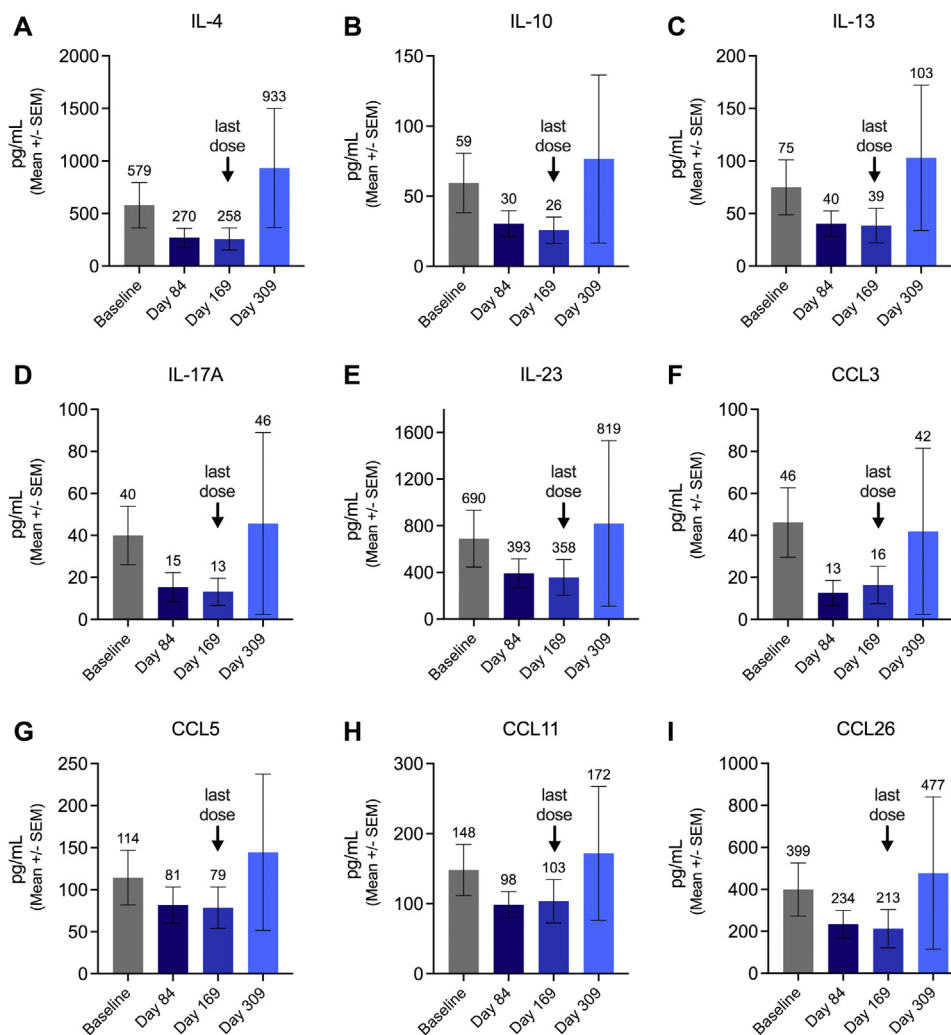 A
IL-4
pg/mL
(Mean +/- SEM)
2000
1500
1000
500
0
579
270
258
933
last
dose
Baseline
Day 84
Day 169
Day 309
B
IL-10
pg/mL
(Mean +/- SEM)
150
100
50
0
59
30
26
last
dose
Baseline
Day 84
Day 169
Day 309
C
IL-13
pg/mL
(Mean +/- SEM)
200
150
100
50
0
75
40
39
103
last
dose
Baseline
Day 84
Day 169
Day 309
D
IL-17A
pg/mL
(Mean +/- SEM)
100
80
60
40
20
0
40
15
13
46
last
dose
Baseline
Day 84
Day 169
Day 309
E
IL-23
pg/mL
(Mean +/- SEM)
1600
1200
800
400
0
690
393
358
819
last
dose
Baseline
Day 84
Day 169
Day 309
F
CCL3
pg/mL
(Mean +/- SEM)
100
80
60
40
20
0
46
13
16
42
last
dose
Baseline
Day 84
Day 169
Day 309
G
CCL5
pg/mL
(Mean +/- SEM)
250
200
150
100
50
0
114
81
79
last
dose
Baseline
Day 84
Day 169
Day 309
H
CCL11
pg/mL
(Mean +/- SEM)
300
200
100
0
148
98
103
172
last
dose
Baseline
Day 84
Day 169
Day 309
I
CCL26
pg/mL
(Mean +/- SEM)
1000
800
600
400
200
0
399
234
213
477
last
dose
Baseline
Day 84
Day 169
Day 309